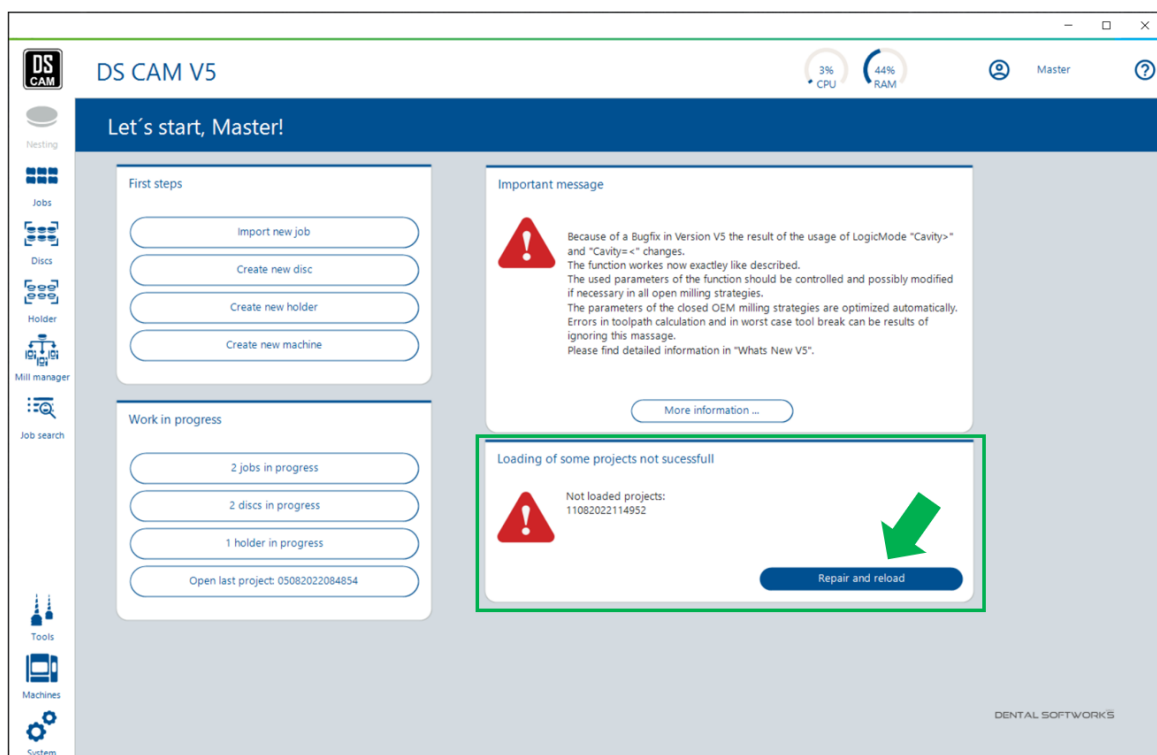 DS
CAM
DS CAM V5
3%
CPU
44%
RAM
Master
Let´s start, Master!
Nesting
Jobs
Discs
Holder
Mill manager
Job search
Tools
Machines
System
First steps
Import new job
Create new disc
Create new holder
Create new machine
Work in progress
2 jobs in progress
2 discs in progress
1 holder in progress
Open last project: 05082022084854
Important message
Because of a Bugfix in Version V5 the result of the usage of LogicMode "Cavity>"
and "Cavity=<" changes.
The function workes now exactley like described.
The used parameters of the function should be controlled and possibly modified
if necessary in all open milling strategies.
The parameters of the closed OEM milling strategies are optimized automatically.
Errors in toolpath calculation and in worst case tool break can be results of
ignoring this massage.
Please find detailed information in "Whats New V5".
More information ...
Loading of some projects not sucessfull
Not loaded projects:
11082022114952
Repair and reload
DENTAL SOFTWORKS